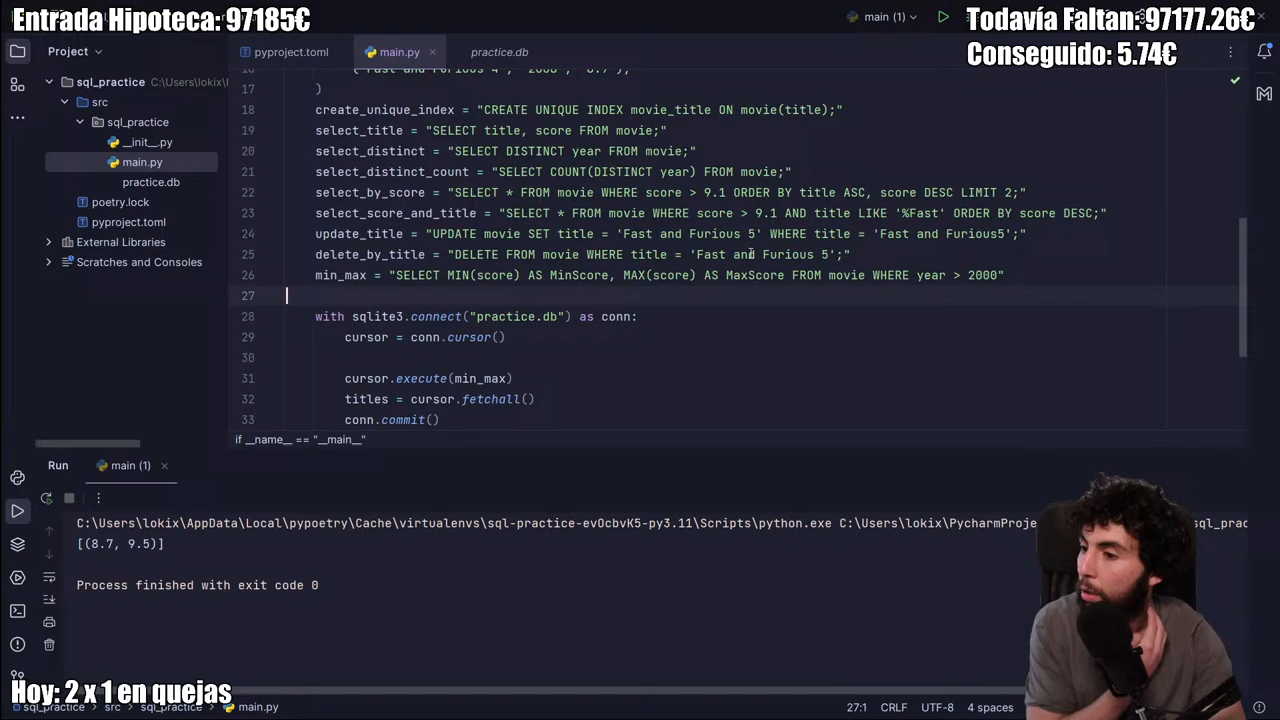 Entrada Hipoteca: 97185€
main (1)
Todavía Faltan: 97177.26€
Conseguido: 5.74€
Project
pyproject.toml
main.py
practice.db
sql_practice C:\Users\lokix\
src
sql_practice
__init__.py
main.py
practice.db
poetry.lock
pyproject.toml
External Libraries
Scratches and Consoles
17 )
18 create_unique_index = "CREATE UNIQUE INDEX movie_title ON movie(title);"
19 select_title = "SELECT title, score FROM movie;"
20 select_distinct = "SELECT DISTINCT year FROM movie;"
21 select_distinct_count = "SELECT COUNT(DISTINCT year) FROM movie;"
22 select_by_score = "SELECT * FROM movie WHERE score > 9.1 ORDER BY title ASC, score DESC LIMIT 2;"
23 select_score_and_title = "SELECT * FROM movie WHERE score > 9.1 AND title LIKE '%Fast' ORDER BY score DESC;"
24 update_title = "UPDATE movie SET title = 'Fast and Furious 5' WHERE title = 'Fast and Furious5';"
25 delete_by_title = "DELETE FROM movie WHERE title = 'Fast and Furious 5';"
26 min_max = "SELECT MIN(score) AS MinScore, MAX(score) AS MaxScore FROM movie WHERE year > 2000"
27
28 with sqlite3.connect("practice.db") as conn:
29 cursor = conn.cursor()
30
31 cursor.execute(min_max)
32 titles = cursor.fetchall()
33 conn.commit()
if __name__ == "__main__"
Run
main (1)
C:\Users\lokix\AppData\Local\pypoetry\Cache\virtualenvs\sql-practice-evOcbvK5-py3.11\Scripts\python.exe C:\Users\lokix\PycharmProje
sql_prac
[(8.7, 9.5)]
Process finished with exit code 0
Hoy: 2 x 1 en quejas
sql_practice > src > sql_practice > main.py
27:1 CRLF UTF-8 4 spaces